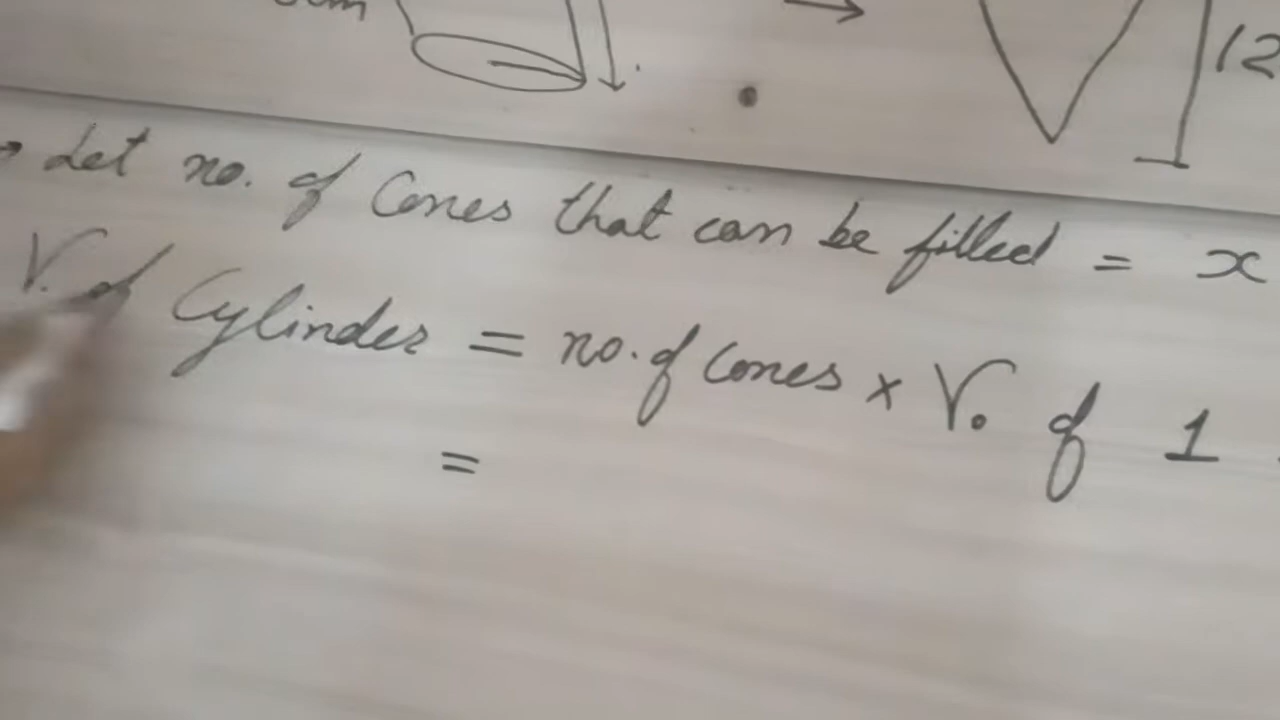 12
Let no. of Cones that can be filled = x
V. of Cylinder = no. of cones x V. of 1
=